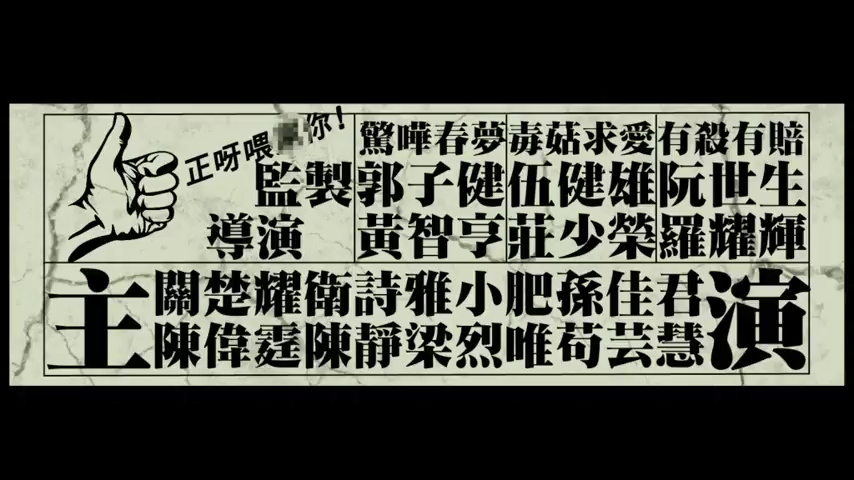 正呀喂 你!
驚嘩春夢 毒菇求愛 有殺有賠
監製 郭子健 伍健雄 阮世生
導演 黃智亨 莊少榮 羅耀輝
主演
關楚耀 衛詩雅 小肥 孫佳君
陳偉霆 陳靜 梁烈唯 苟芸慧